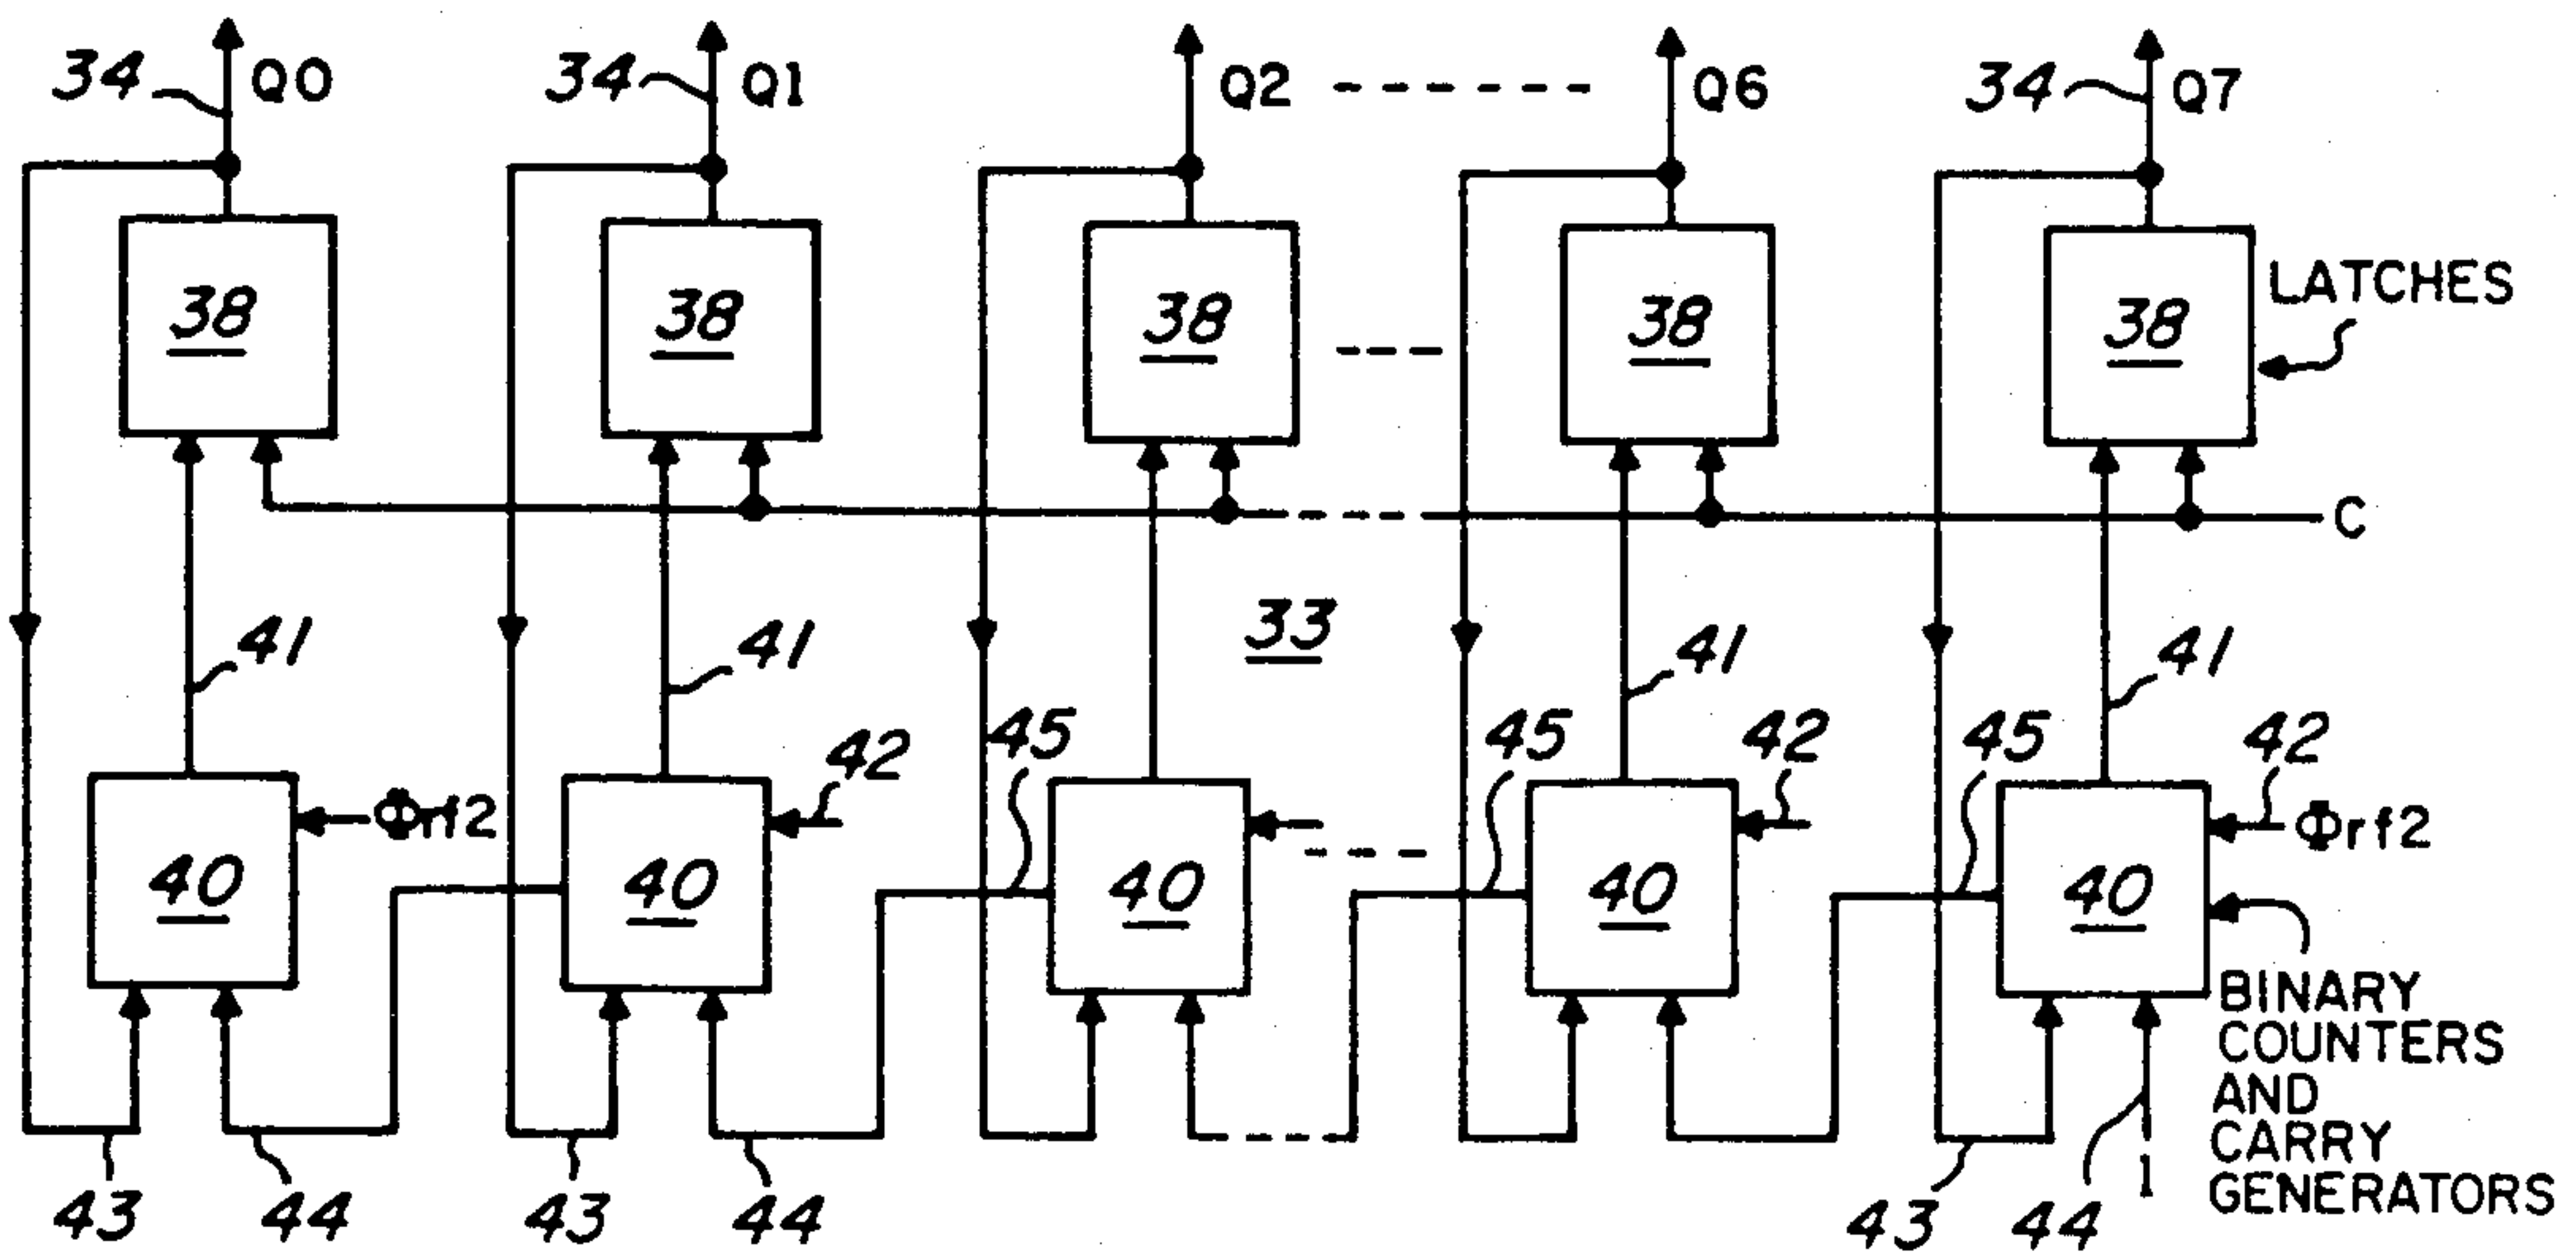 34 Q0 34 Q1 Q2 Q6 34 Q7
38 38 38 38 38 LATCHES
C
33
41 41 41 41
42 45 45 42 45 42
Φrf2 Φrf2
40 40 40 40 40
BINARY
COUNTERS
AND
CARRY
GENERATORS
1
43 44 43 44 43 44